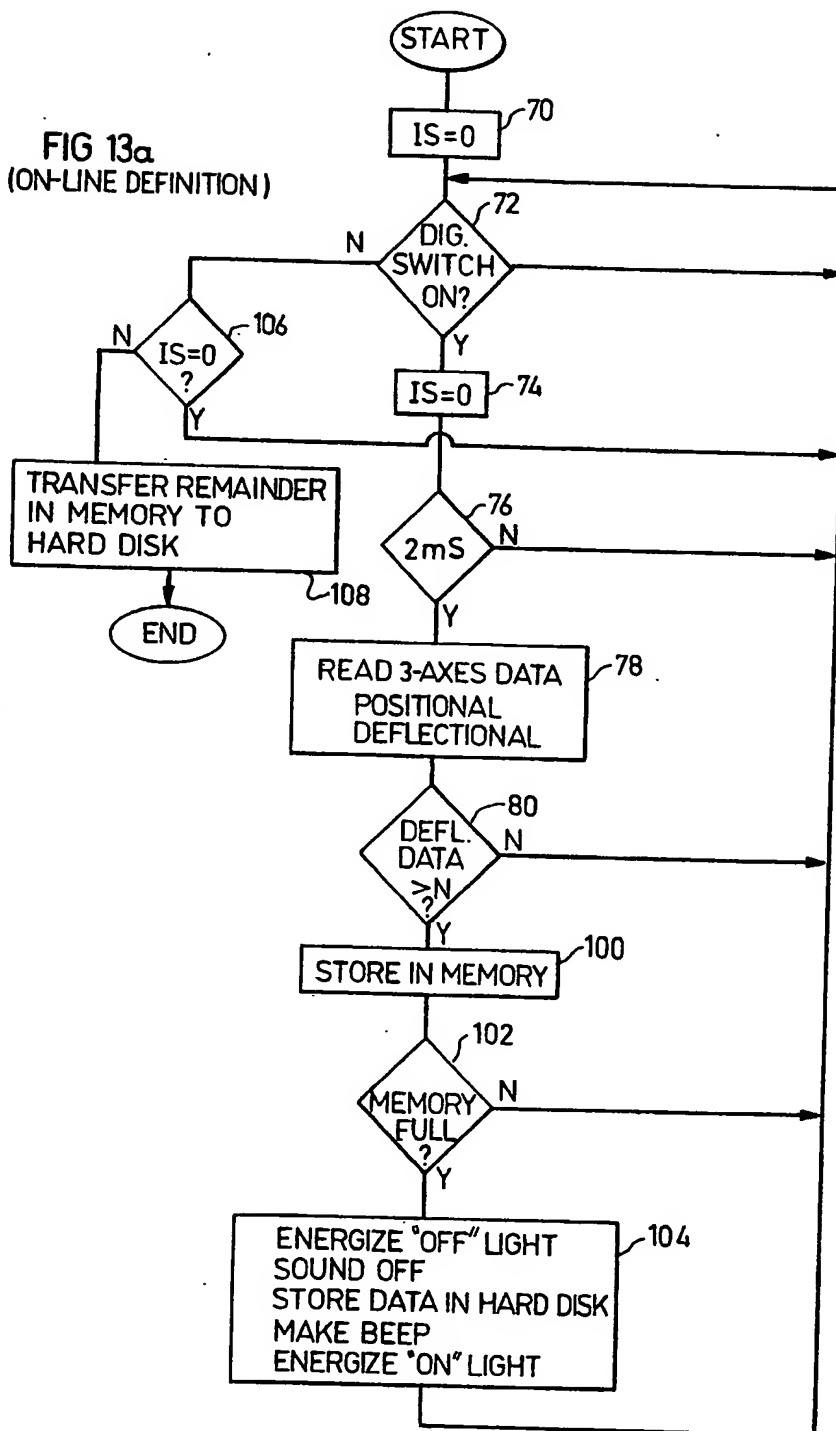 START
IS=0
70
FIG 13a
(ON-LINE DEFINITION)
72
DIG.
SWITCH
ON?
N
Y
106
N
IS=0
?
Y
IS=0
74
TRANSFER REMAINDER
IN MEMORY TO
HARD DISK
108
END
76
2mS
N
Y
READ 3-AXES DATA
POSITIONAL
DEFLECTIONAL
78
80
DEFL.
DATA
>N
?
N
Y
STORE IN MEMORY
100
102
MEMORY
FULL
?
N
Y
ENERGIZE "OFF" LIGHT
SOUND OFF
STORE DATA IN HARD DISK
MAKE BEEP
ENERGIZE "ON" LIGHT
104